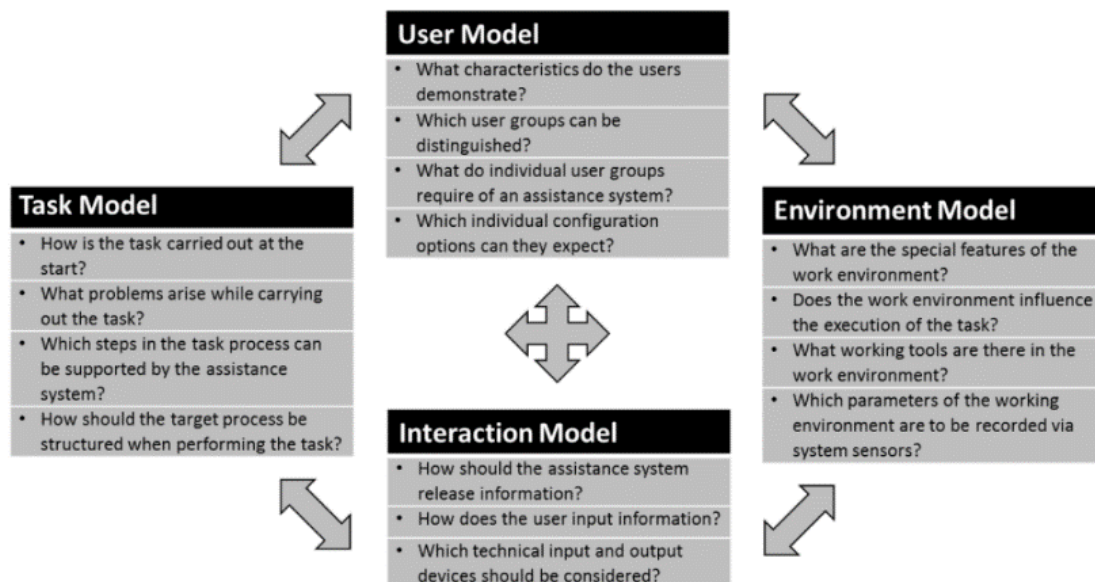 User Model
• What characteristics do the users
demonstrate?
• Which user groups can be
distinguished?
• What do individual user groups
require of an assistance system?
• Which individual configuration
options can they expect?
Task Model
• How is the task carried out at the
start?
• What problems arise while carrying
out the task?
• Which steps in the task process can
be supported by the assistance
system?
• How should the target process be
structured when performing the task?
Environment Model
• What are the special features of the
work environment?
• Does the work environment influence
the execution of the task?
• What working tools are there in the
work environment?
• Which parameters of the working
environment are to be recorded via
system sensors?
Interaction Model
• How should the assistance system
release information?
• How does the user input information?
• Which technical input and output
devices should be considered?